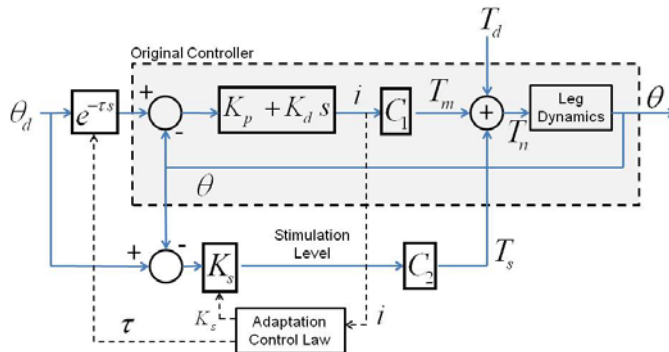 T_d
Original Controller
θ_d
e^{-τs}
+
-
K_p + K_d s
i
C_1
T_m
+
T_n
Leg
Dynamics
θ
θ
+
-
K_s
Stimulation
Level
C_2
T_s
τ
K_s
Adaptation
Control Law
i